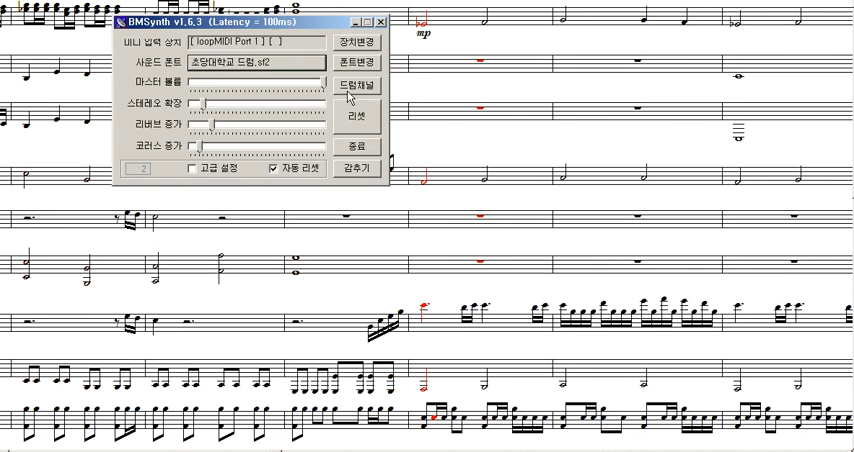 BMSynth v1,6,3 (Latency = 100ms)
미니 입력 장치 [ loopMIDI Port 1 ] [ ] 장치변경
사운드 폰트 초당대학교 드럼,sf2 폰트변경
마스터 볼륨 드럼채널
스테레오 확장
리버브 증가 리셋
코러스 증가 종료
2 고급 설정 자동 리셋 감추기
mp